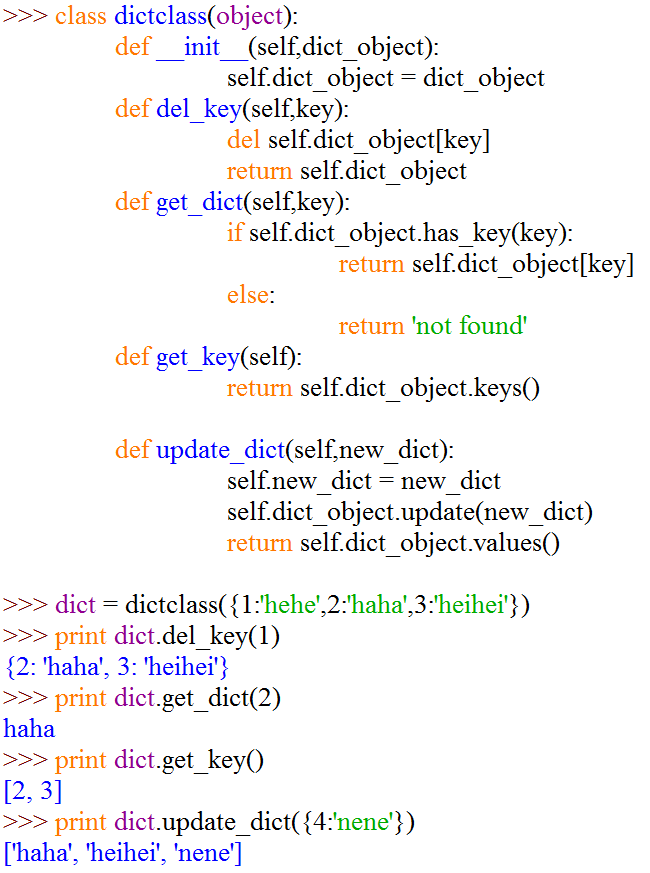 >>> class dictclass(object):
        def __init__(self,dict_object):
                self.dict_object = dict_object
        def del_key(self,key):
                del self.dict_object[key]
                return self.dict_object
        def get_dict(self,key):
                if self.dict_object.has_key(key):
                        return self.dict_object[key]
                else:
                        return 'not found'
        def get_key(self):
                return self.dict_object.keys()

        def update_dict(self,new_dict):
                self.new_dict = new_dict
                self.dict_object.update(new_dict)
                return self.dict_object.values()

>>> dict = dictclass({1:'hehe',2:'haha',3:'heihei'})
>>> print dict.del_key(1)
{2: 'haha', 3: 'heihei'}
>>> print dict.get_dict(2)
haha
>>> print dict.get_key()
[2, 3]
>>> print dict.update_dict({4:'nene'})
['haha', 'heihei', 'nene']